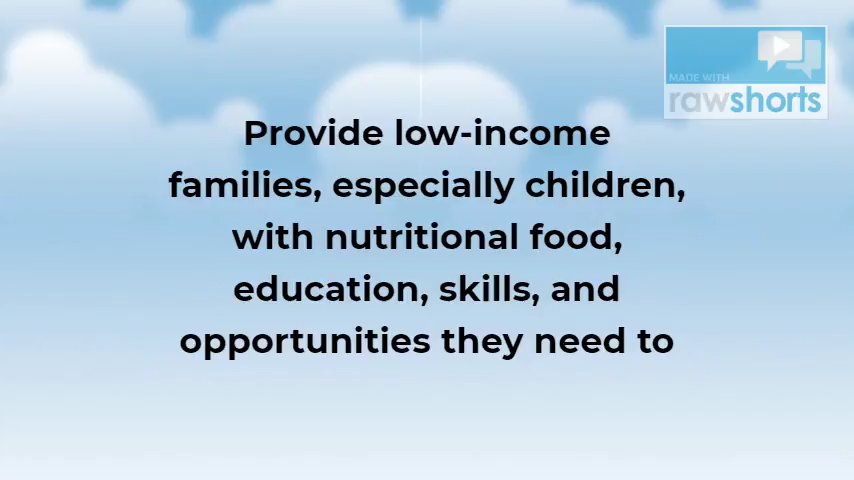 MADE WITH
rawshorts
Provide low-income
families, especially children,
with nutritional food,
education, skills, and
opportunities they need to